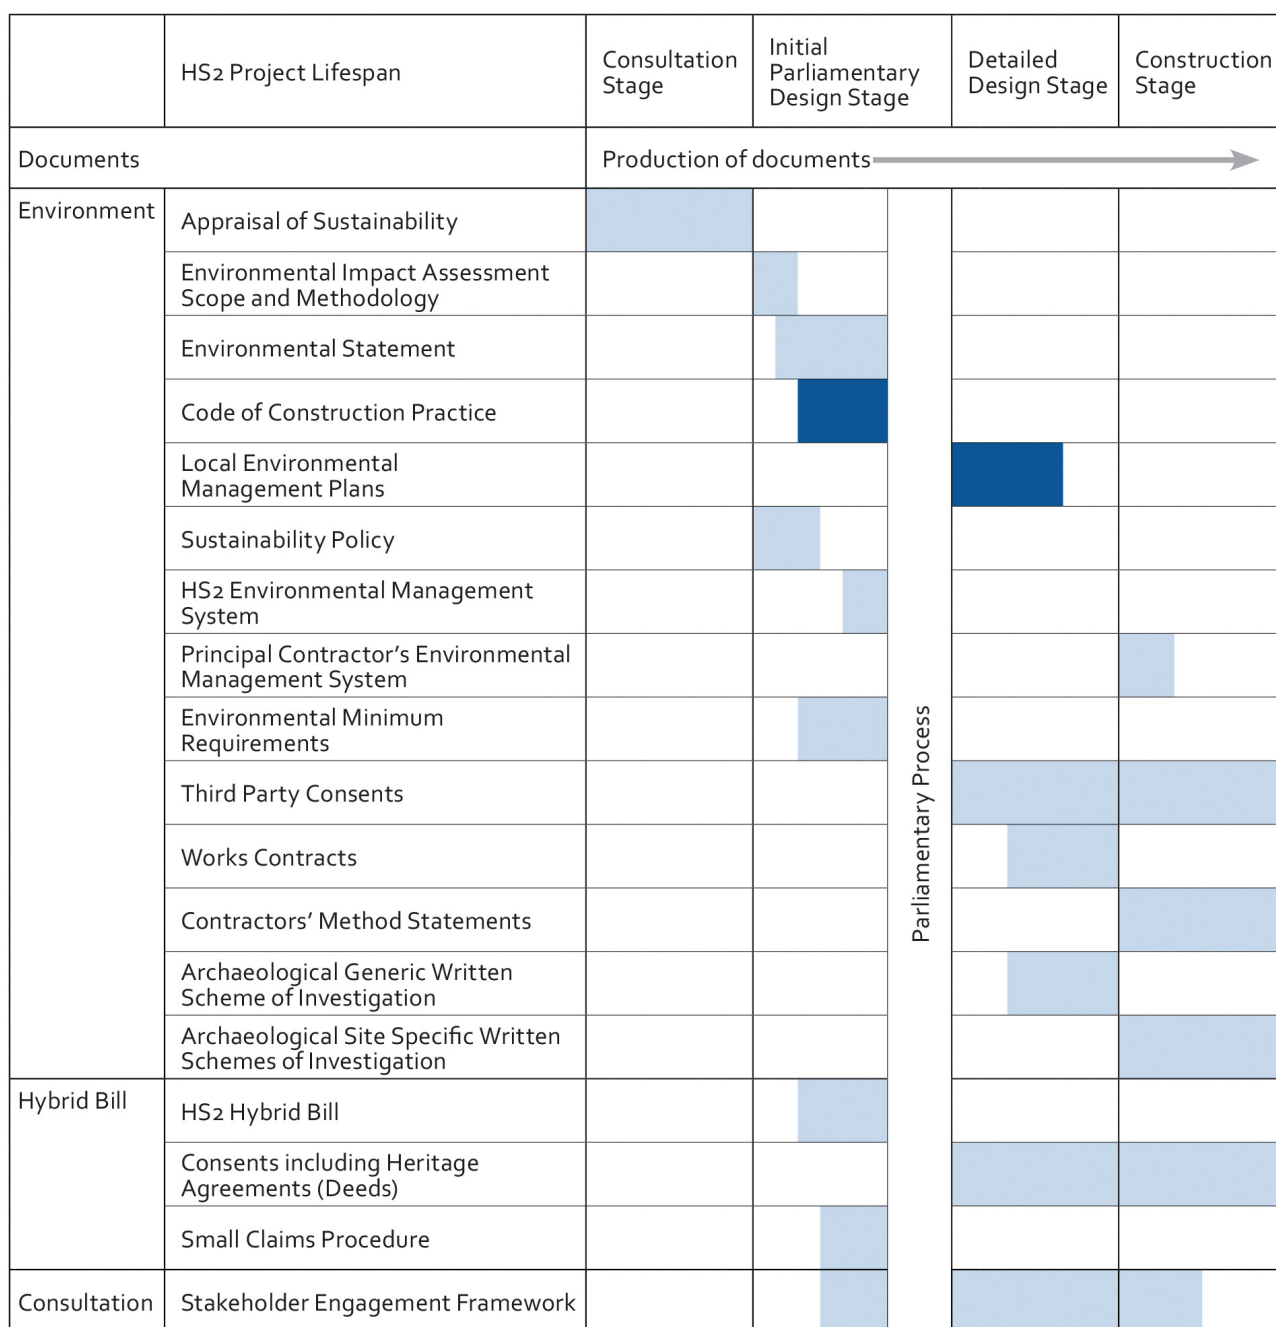 HS2 Project Lifespan
Consultation
Stage
Initial
Parliamentary
Design Stage
Detailed
Design Stage
Construction
Stage
Documents
Production of documents
Environment
Appraisal of Sustainability
Environmental Impact Assessment
Scope and Methodology
Environmental Statement
Code of Construction Practice
Local Environmental
Management Plans
Sustainability Policy
HS2 Environmental Management
System
Principal Contractor’s Environmental
Management System
Environmental Minimum
Requirements
Third Party Consents
Works Contracts
Contractors’ Method Statements
Archaeological Generic Written
Scheme of Investigation
Archaeological Site Specific Written
Schemes of Investigation
Parliamentary Process
Hybrid Bill
HS2 Hybrid Bill
Consents including Heritage
Agreements (Deeds)
Small Claims Procedure
Consultation
Stakeholder Engagement Framework